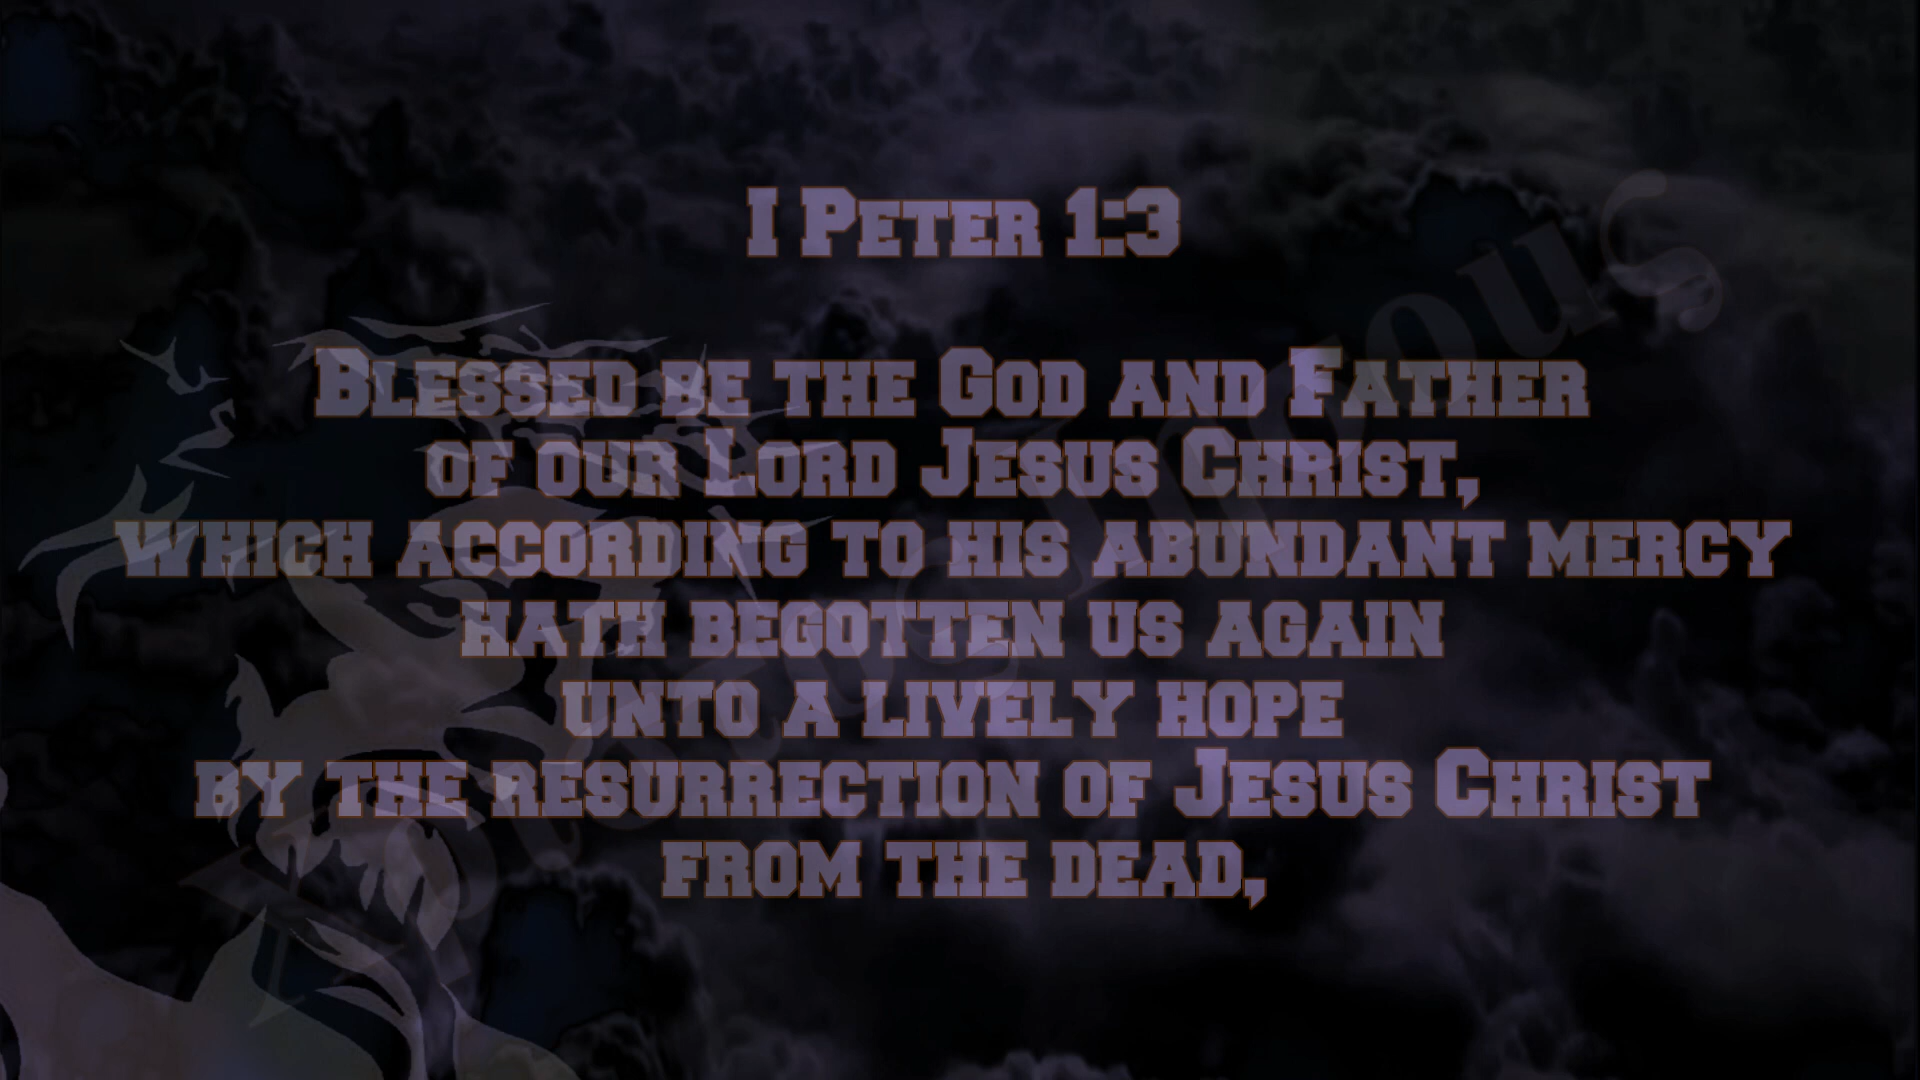 I Peter 1:3
Blessed be the God and Father
of our Lord Jesus Christ,
which according to his abundant mercy
hath begotten us again
unto a lively hope
by the resurrection of Jesus Christ
from the dead,